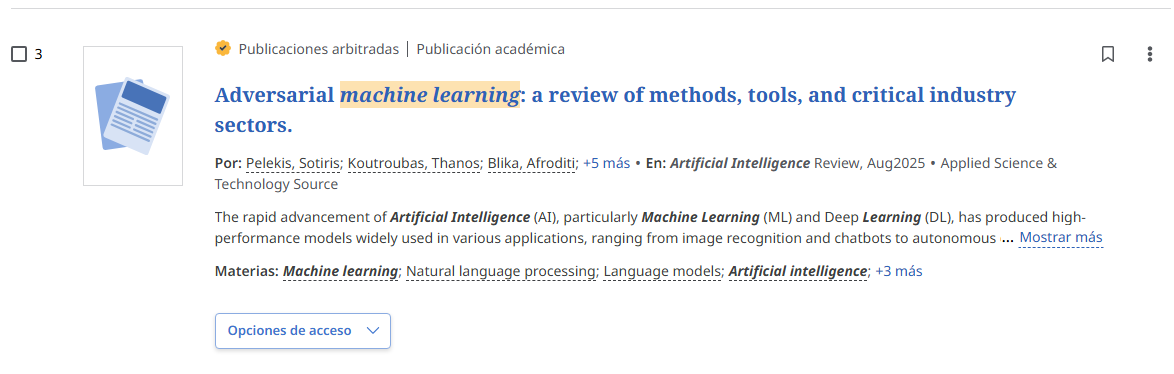 3
Publicaciones arbitradas | Publicación académica
Adversarial machine learning: a review of methods, tools, and critical industry
sectors.
Por: Pelekis, Sotiris; Koutroubas, Thanos; Blika, Afroditi; +5 más • En: Artificial Intelligence Review, Aug2025 • Applied Science &
Technology Source
The rapid advancement of Artificial Intelligence (AI), particularly Machine Learning (ML) and Deep Learning (DL), has produced high-
performance models widely used in various applications, ranging from image recognition and chatbots to autonomous ... Mostrar más
Materias: Machine learning; Natural language processing; Language models; Artificial intelligence; +3 más
Opciones de acceso